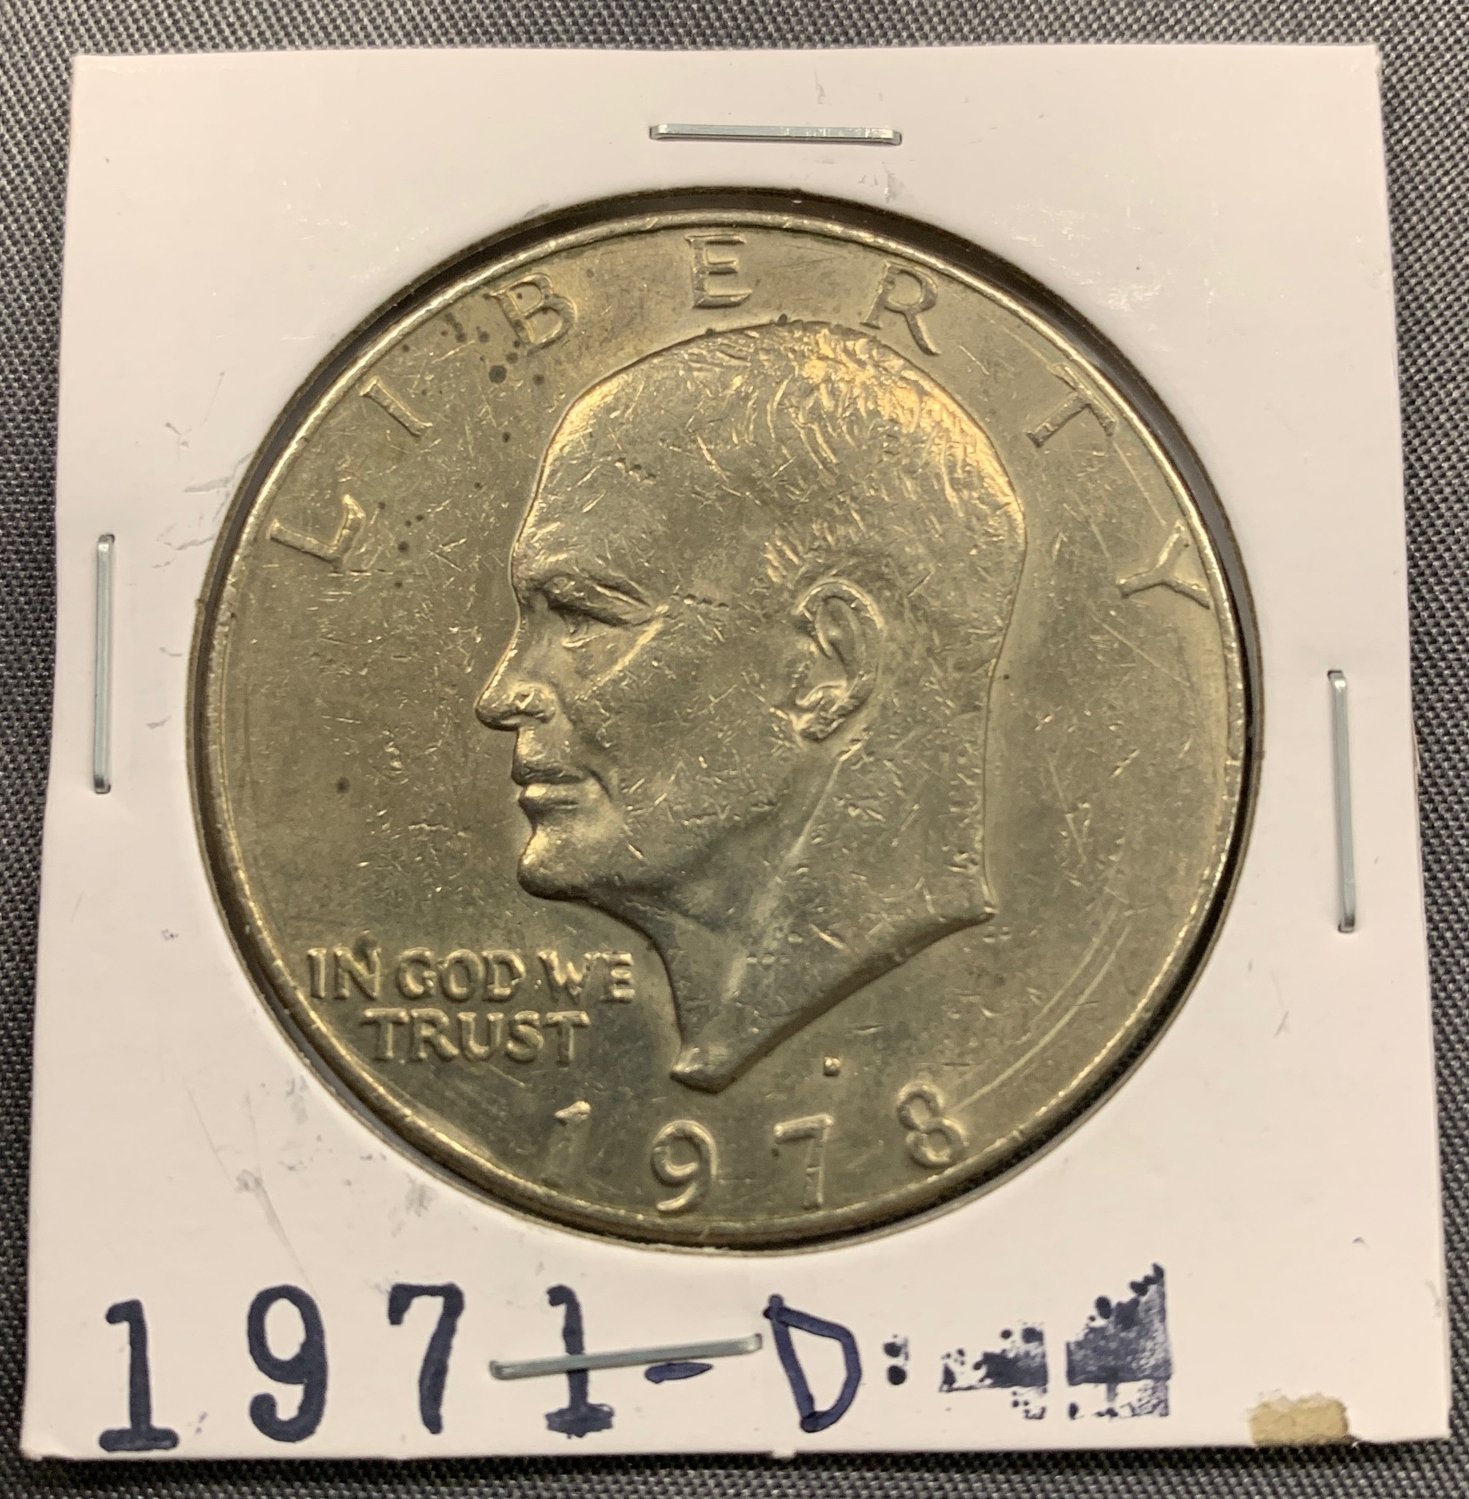 LIBERTY
IN GOD WE
TRUST
1978
1971-D